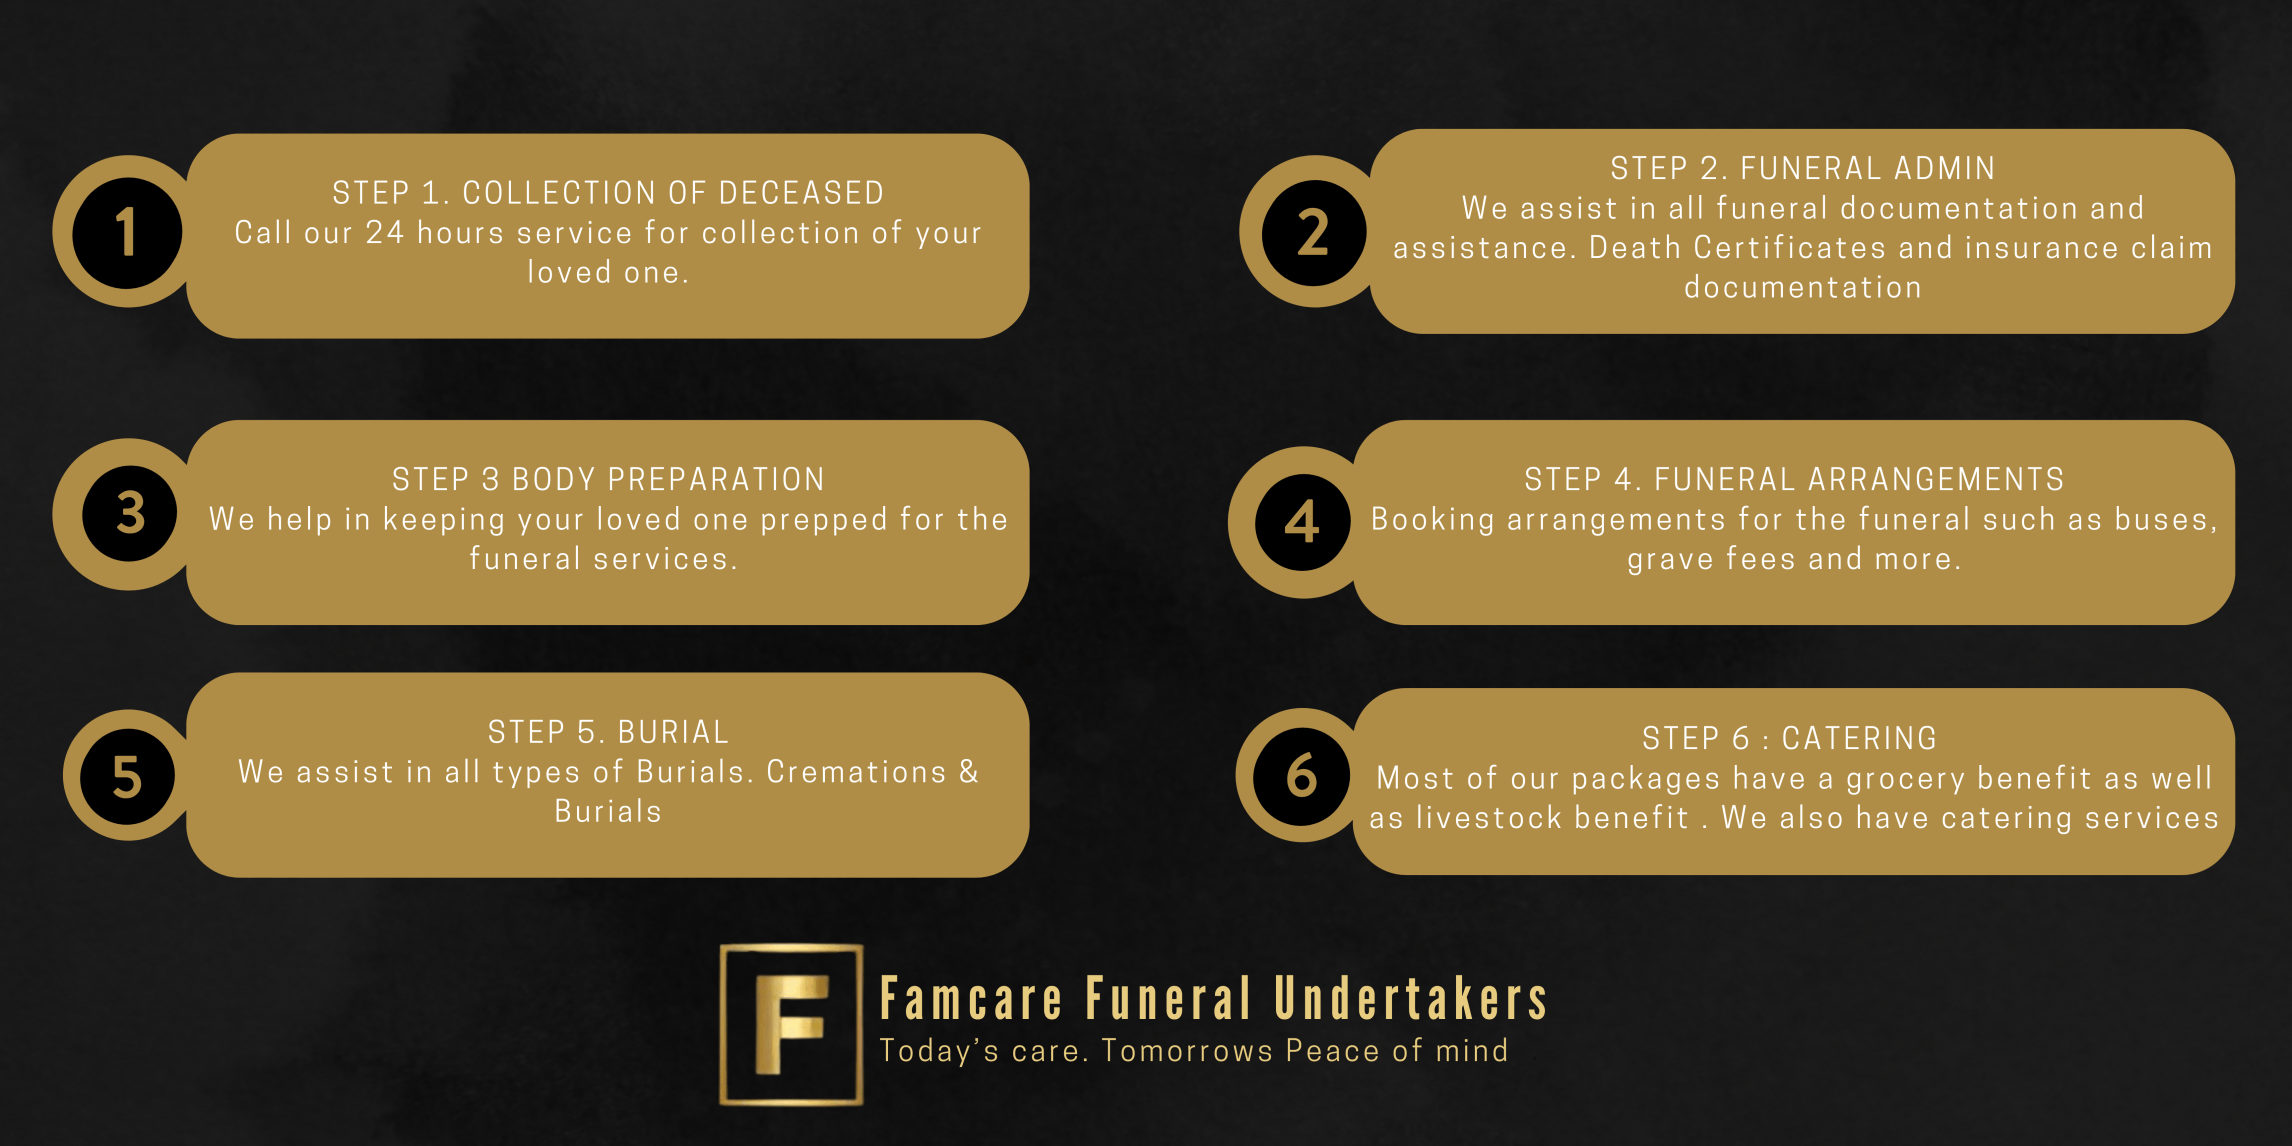 1
STEP 1. COLLECTION OF DECEASED
Call our 24 hours service for collection of your
loved one.
2
STEP 2. FUNERAL ADMIN
We assist in all funeral documentation and
assistance. Death Certificates and insurance claim
documentation
3
STEP 3 BODY PREPARATION
We help in keeping your loved one prepped for the
funeral services.
4
STEP 4. FUNERAL ARRANGEMENTS
Booking arrangements for the funeral such as buses,
grave fees and more.
5
STEP 5. BURIAL
We assist in all types of Burials. Cremations &
Burials
6
STEP 6 : CATERING
Most of our packages have a grocery benefit as well
as livestock benefit . We also have catering services
F
Famcare Funeral Undertakers
Today's care. Tomorrows Peace of mind